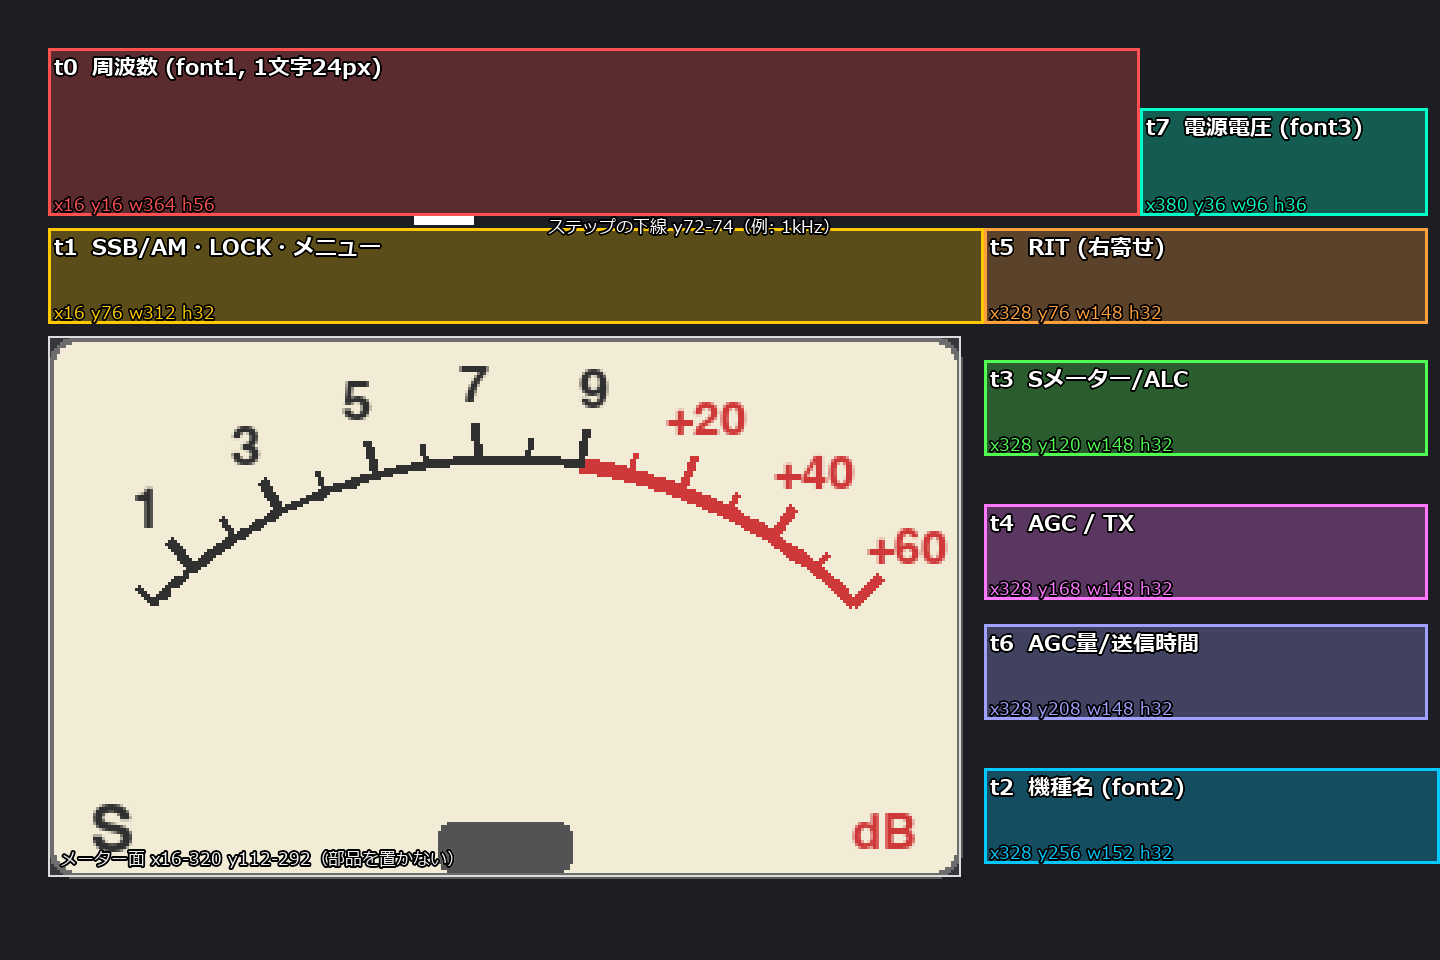 t0 周波数 (font1, 1文字24px)
x16 y16 w364 h56
t7 電源電圧 (font3)
x380 y36 w96 h36
ステップの下線 y72-74 (例: 1kHz)
t1 SSB/AM・LOCK・メニュー
x16 y76 w312 h32
t5 RIT (右寄せ)
x328 y76 w148 h32
1
3
5
7
9
+20
+40
+60
S
dB
メーター面 x16-320 y112-292 (部品を置かない)
t3 Sメーター/ALC
x328 y120 w148 h32
t4 AGC / TX
x328 y168 w148 h32
t6 AGC量/送信時間
x328 y208 w148 h32
t2 機種名 (font2)
x328 y256 w152 h32